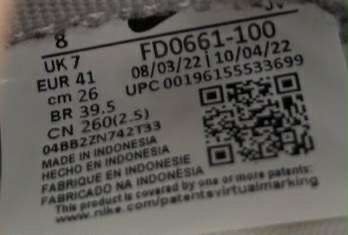 8
UK 7
EUR 41
cm 26
BR 39.5
CN 260(2.5)
FD0661-100
08/03/22 | 10/04/22
UPC 00196155533699
04BB2ZN742T33
MADE IN INDONESIA
HECHO EN INDONESIA
FABRIQUE EN INDONESIE
FABRICADO NA INDONESIA
This product is covered by one or more patents:
www.nike.com/patentsvirtualmarking